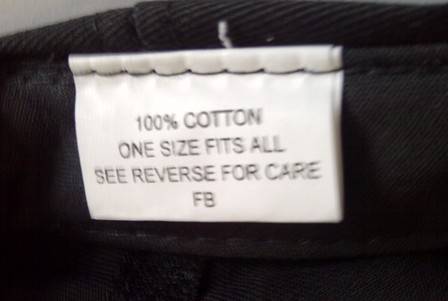 100% COTTON
ONE SIZE FITS ALL
SEE REVERSE FOR CARE
FB